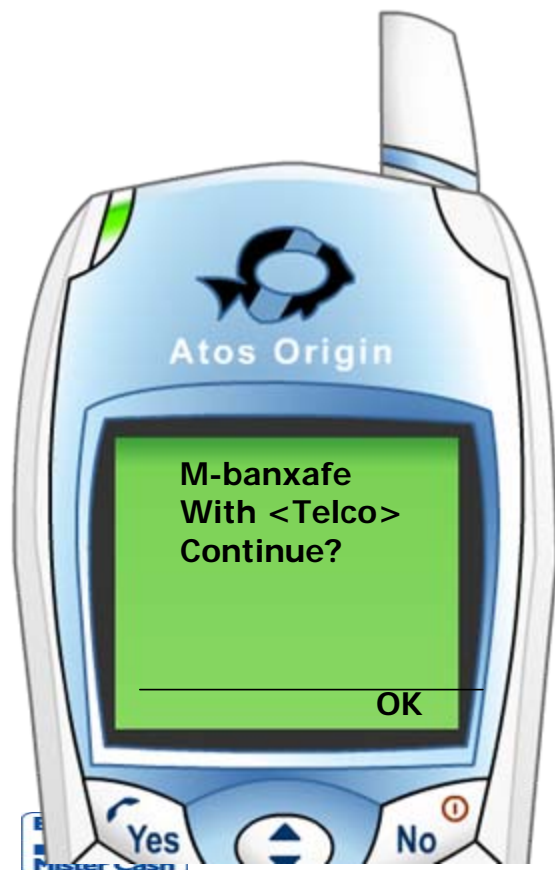 Atos Origin
M-banxafe
With <Telco>
Continue?
OK
Yes
No
Mister Cash